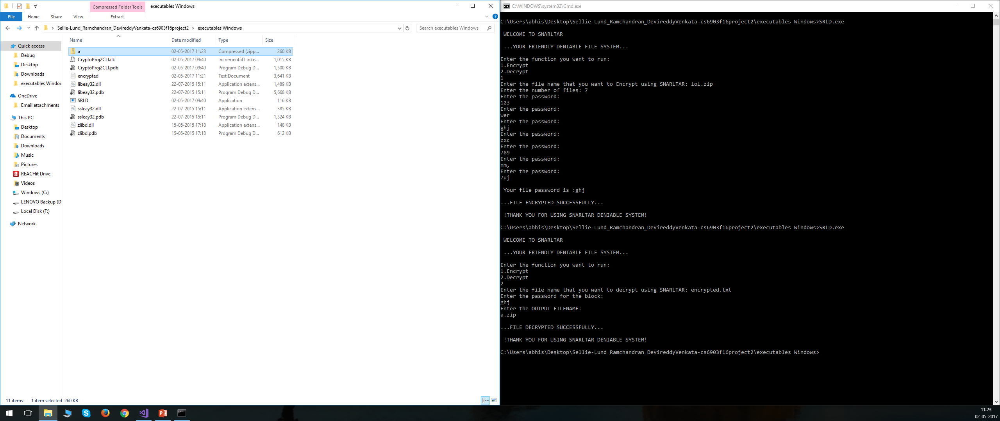 Compressed Folder Tools
executables Windows
File
Home
Share
View
Extract
Sellie-Lund_Ramchandran_DevireddyVenkata-cs6903f16project2
executables Windows
Search executables Windows
Name
Date modified
Type
Size
a 02-05-2017 11:23 Compressed (zipp... 260 KB
CryptoProj2CLI.ilk 02-05-2017 09:40 Incremental Linke... 1,015 KB
CryptoProj2CLI.pdb 02-05-2017 09:40 Program Debug D... 1,500 KB
encrypted 02-05-2017 11:21 Text Document 3,641 KB
libeay32.dll 22-07-2015 15:11 Application extens... 1,489 KB
libeay32.pdb 22-07-2015 15:11 Program Debug D... 5,668 KB
SRLD 02-05-2017 09:40 Application 116 KB
ssleay32.dll 22-07-2015 15:11 Application extens... 385 KB
ssleay32.pdb 22-07-2015 15:11 Program Debug D... 1,324 KB
zlibd.dll 15-05-2015 17:18 Application extens... 148 KB
zlibd.pdb 15-05-2015 17:18 Program Debug D... 612 KB
Quick access
Debug
Desktop
Downloads
executables Windov
OneDrive
Email attachments
This PC
Desktop
Documents
Downloads
Music
Pictures
REACHit Drive
Videos
Windows (C:)
LENOVO Backup (D
Local Disk (F:)
Network
11 items
1 item selected 260 KB
C:\WINDOWS\system32\Cmd.exe
C:\Users\abhis\Desktop\Sellie-Lund_Ramchandran_DevireddyVenkata-cs6903f16project2\executables Windows>SRLD.exe
WELCOME TO SNARLTAR
...YOUR FRIENDLY DENIABLE FILE SYSTEM...
Enter the function you want to run:
1.Encrypt
2.Decrypt
1
Enter the file name that you want to Encrypt using SNARLTAR: lol.zip
Enter the number of files: 7
Enter the password:
123
Enter the password:
wer
Enter the password:
ghj
Enter the password:
zxc
Enter the password:
789
Enter the password:
nm,
Enter the password:
7uj
Your file password is :ghj
...FILE ENCRYPTED SUCCESSFULLY...
!THANK YOU FOR USING SNARLTAR DENIABLE SYSTEM!
C:\Users\abhis\Desktop\Sellie-Lund_Ramchandran_DevireddyVenkata-cs6903f16project2\executables Windows>SRLD.exe
WELCOME TO SNARLTAR
...YOUR FRIENDLY DENIABLE FILE SYSTEM...
Enter the function you want to run:
1.Encrypt
2.Decrypt
2
Enter the file name that you want to decrypt using SNARLTAR: encrypted.txt
Enter the password for the block:
ghj
Enter the OUTPUT FILENAME:
a.zip
...FILE DECRYPTED SUCCESSFULLY...
!THANK YOU FOR USING SNARLTAR DENIABLE SYSTEM!
C:\Users\abhis\Desktop\Sellie-Lund_Ramchandran_DevireddyVenkata-cs6903f16project2\executables Windows>
11:23
02-05-2017